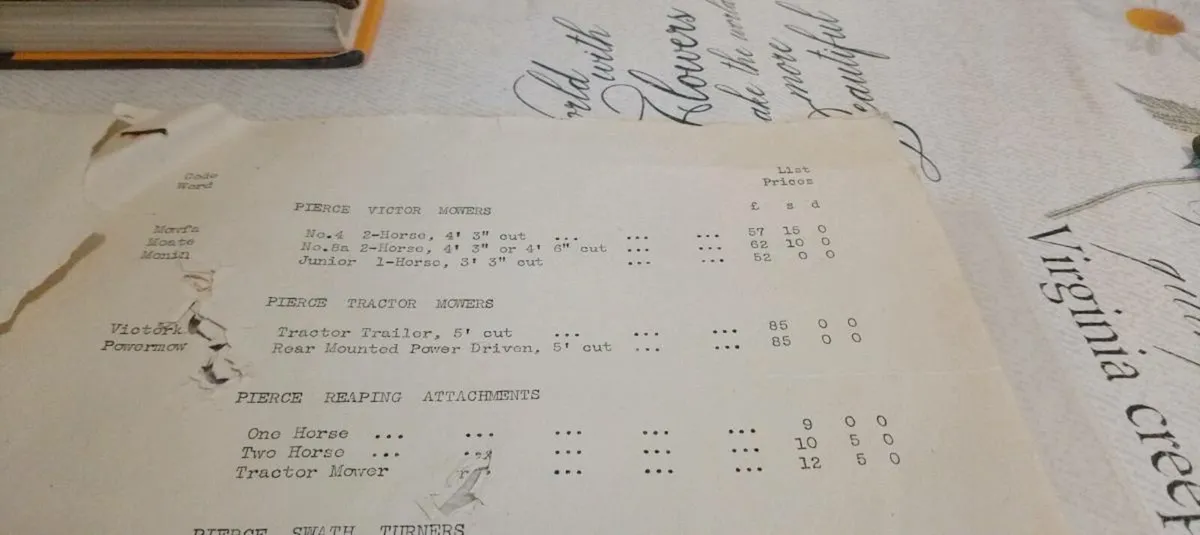 Code
Word
List
Prices
PIERCE VICTOR MOWERS £ s d
Mowfa No.4 2-Horse, 4' 3" cut ... ... ... 57 15 0
Moate No.8a 2-Horse, 4' 3" or 4' 6" cut ... ... 62 10 0
Monin Junior 1-Horse, 3' 3" cut ... ... 52 0 0
PIERCE TRACTOR MOWERS
Victork Tractor Trailer, 5' cut ... ... ... 85 0 0
Powermow Rear Mounted Power Driven, 5' cut ... ... 85 0 0
PIERCE REAPING ATTACHMENTS
One Horse ... ... ... ... ... 9 0 0
Two Horse ... ... ... ... ... 10 5 0
Tractor Mower ... ... ... ... 12 5 0
PIERCE SWATH TURNERS
with
Flowers
the world
more
Virginia